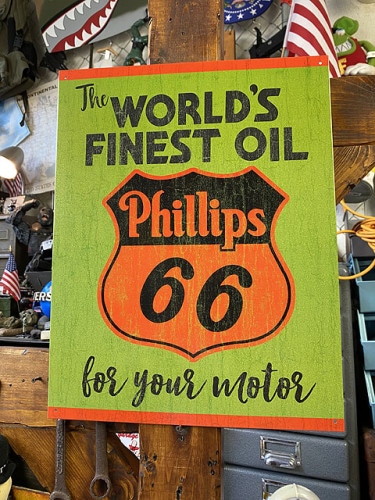 The WORLD'S
FINEST OIL
Phillips
66
for your motor